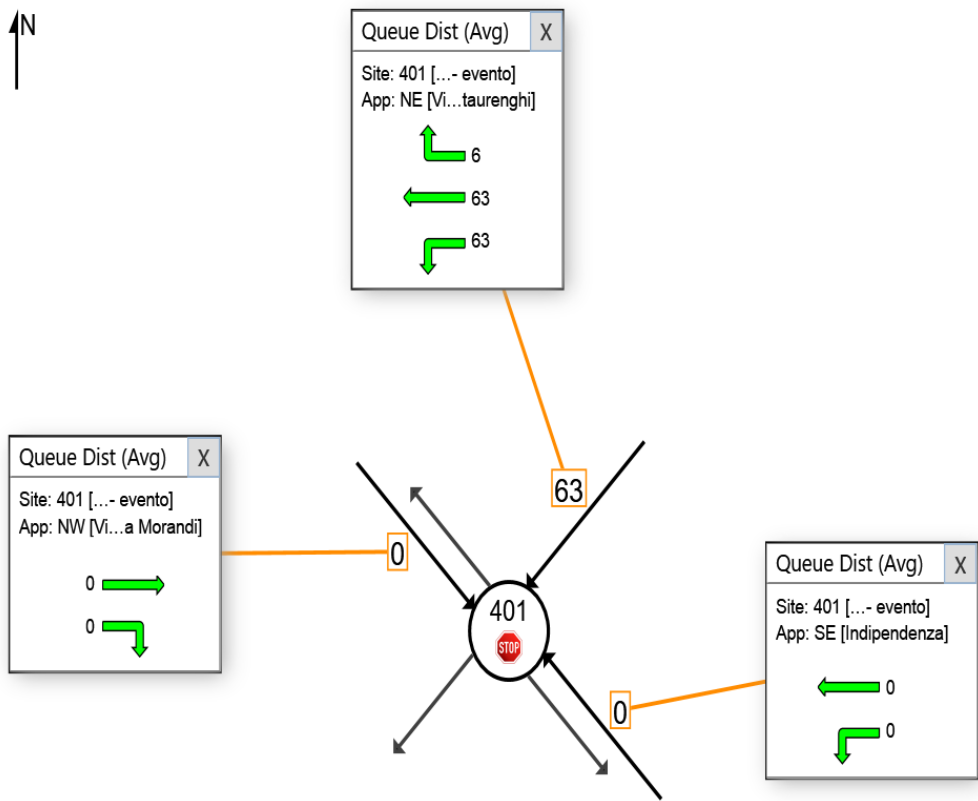 N
Queue Dist (Avg) X
Site: 401 [...- evento]
App: NE [Vi...taurenghi]
6
63
63
Queue Dist (Avg) X
Site: 401 [...- evento]
App: NW [Vi...a Morandi]
0
0
63
0
401
STOP
0
Queue Dist (Avg) X
Site: 401 [...- evento]
App: SE [Indipendenza]
0
0